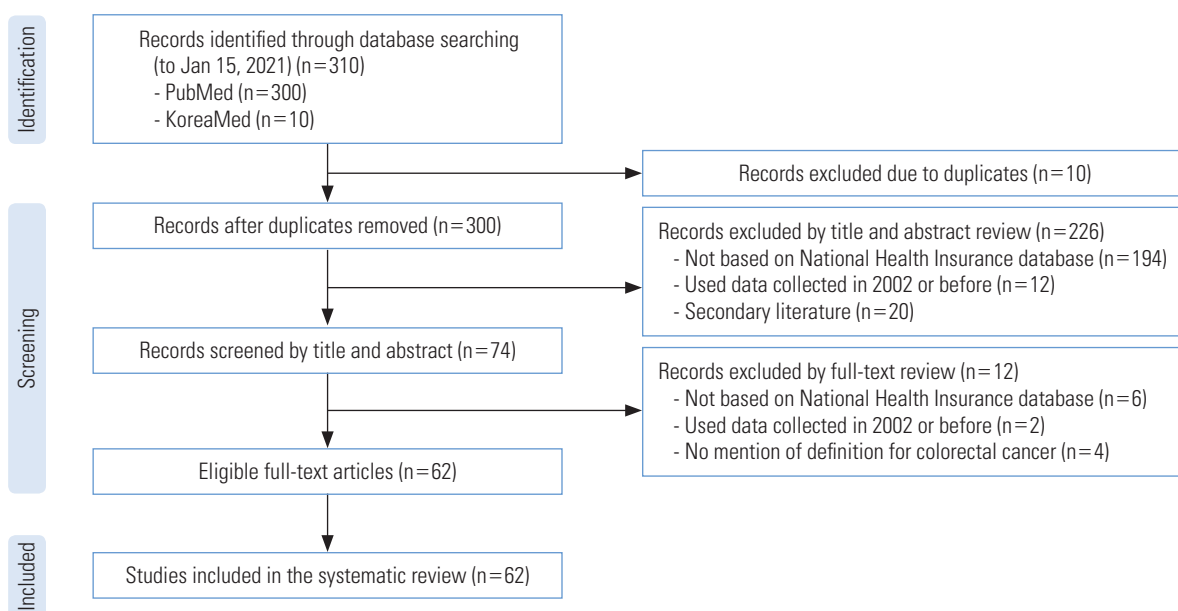 Identification
Records identified through database searching
(to Jan 15, 2021) (n=310)
- PubMed (n=300)
- KoreaMed (n=10)
Records excluded due to duplicates (n=10)
Screening
Records after duplicates removed (n=300)
Records excluded by title and abstract review (n=226)
- Not based on National Health Insurance database (n=194)
- Used data collected in 2002 or before (n=12)
- Secondary literature (n=20)
Records screened by title and abstract (n=74)
Records excluded by full-text review (n=12)
- Not based on National Health Insurance database (n=6)
- Used data collected in 2002 or before (n=2)
- No mention of definition for colorectal cancer (n=4)
Eligible full-text articles (n=62)
Included
Studies included in the systematic review (n=62)